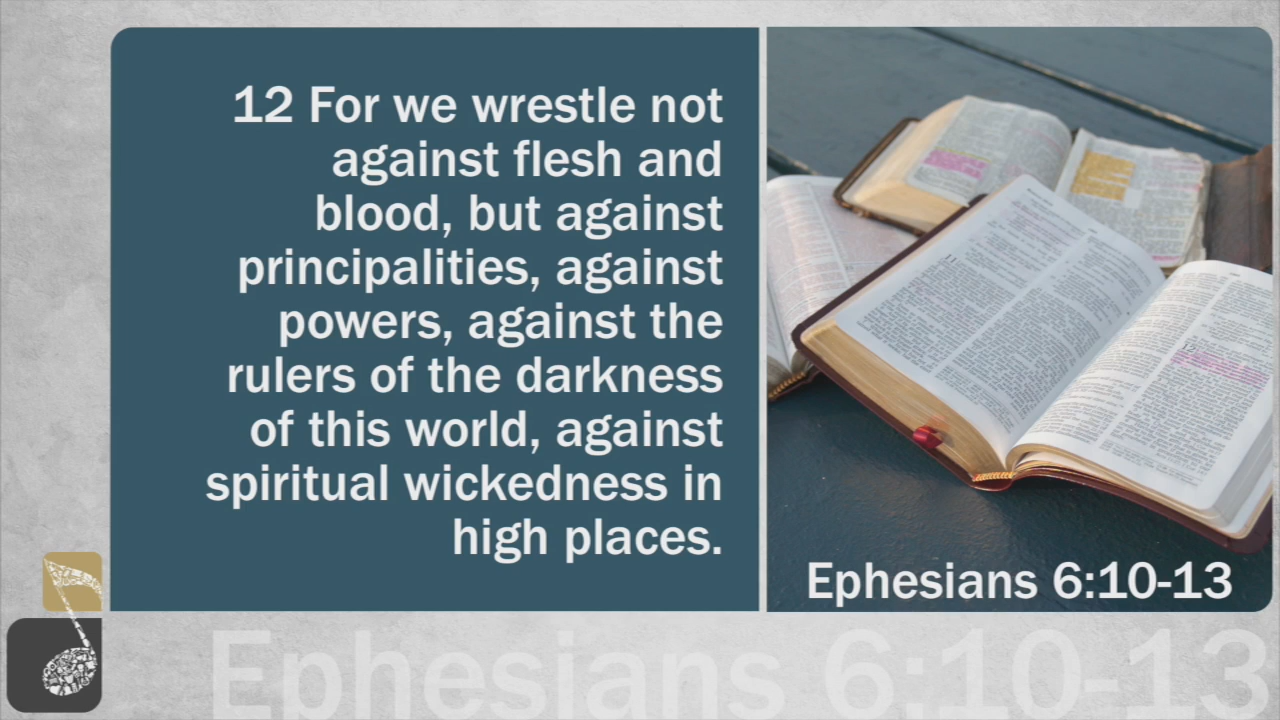 12 For we wrestle not
against flesh and
blood, but against
principalities, against
powers, against the
rulers of the darkness
of this world, against
spiritual wickedness in
high places.
Ephesians 6:10-13
Ephesians 6:10-13